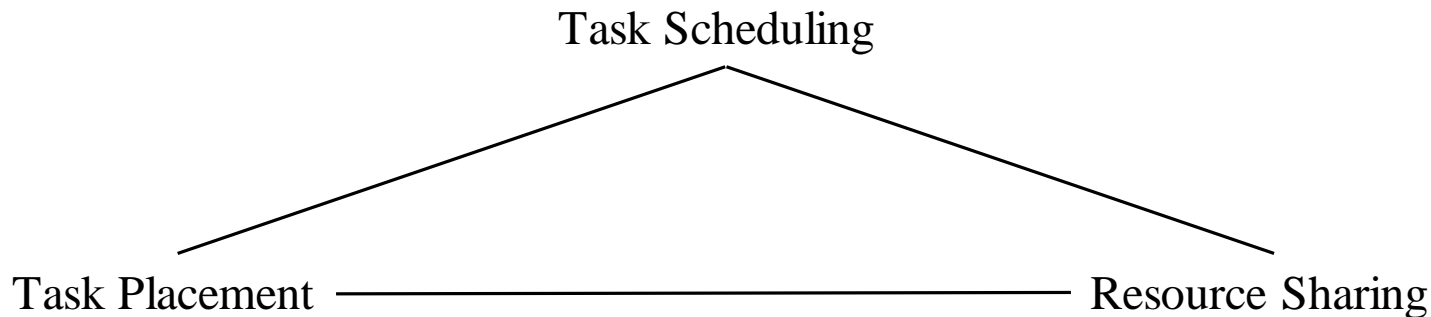 Task Scheduling
Task Placement
Resource Sharing